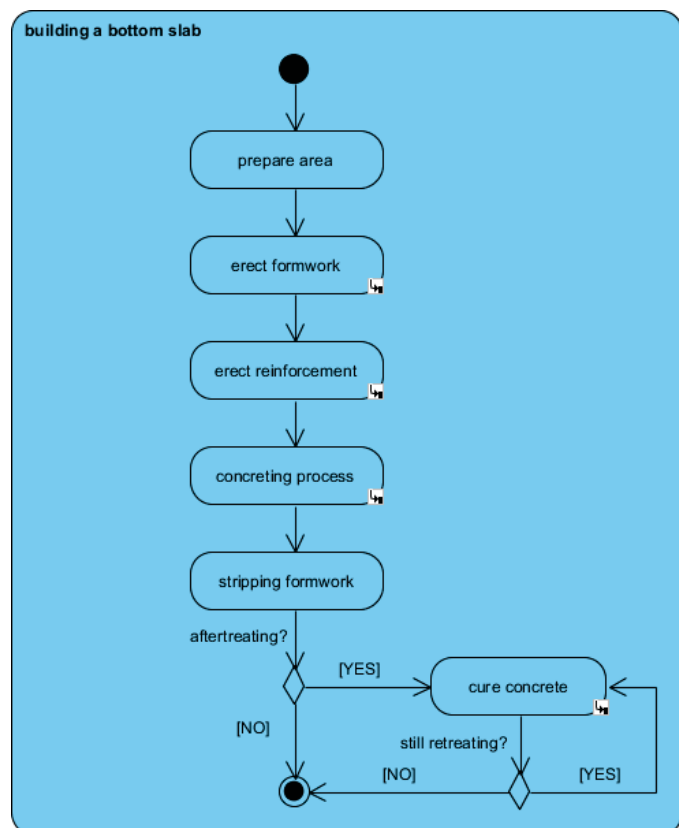 building a bottom slab
prepare area
erect formwork
erect reinforcement
concreting process
stripping formwork
aftertreating?
[YES]
cure concrete
[NO]
still retreating?
[NO]
[YES]